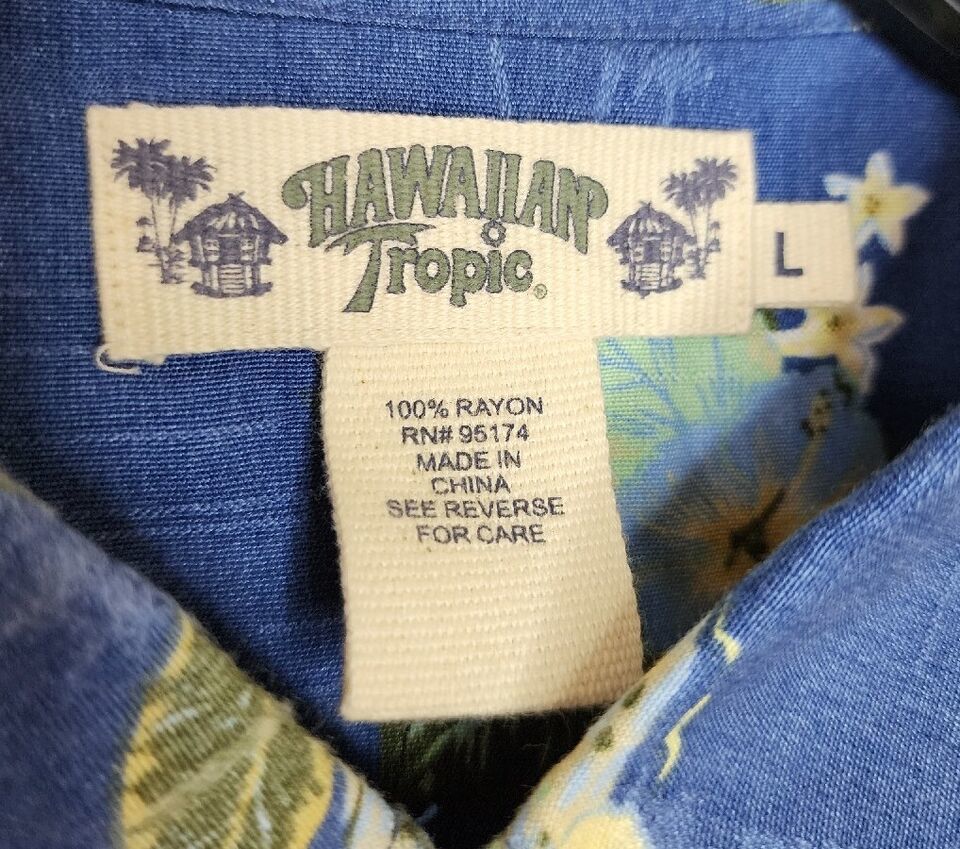 HAWAIIAN
Tropic®
L
100% RAYON
RN# 95174
MADE IN
CHINA
SEE REVERSE
FOR CARE